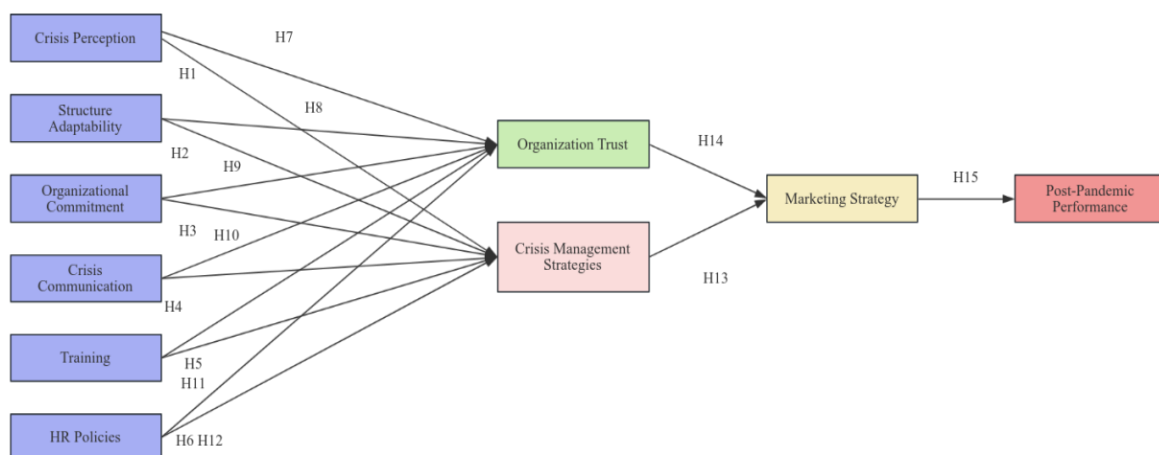 Crisis Perception
H7
H1
Structure
Adaptability
H8
H2
H9
Organization Trust
H14
Organizational
Commitment
H3
H10
Marketing Strategy
H15
Post-Pandemic
Performance
Crisis Management
Strategies
H13
Crisis
Communication
H4
Training
H5
H11
HR Policies
H6 H12